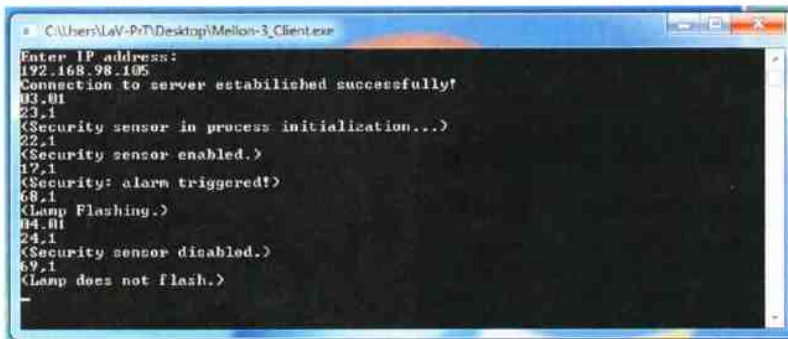 C:\Users\LaV-PrT\Desktop\Mellon-3_Client.exe
Enter IP address:
192.168.98.105
Connection to server estabilished successfully!
03.01
23,1
<Security sensor in process initialization...>
22,1
<Security sensor enabled.>
17,1
<Security: alarm triggered!>
68,1
<Lamp Flashing.>
04.01
24,1
<Security sensor disabled.>
69,1
<Lamp does not flash.>